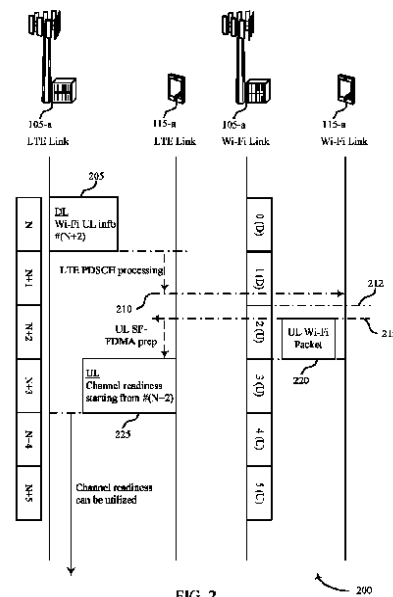 105-a
115-a
105-a
115-a
LTE Link
LTE Link
Wi-Fi Link
Wi-Fi Link
205
DL
Wi-Fi UL info
#(N+2)
N
0 (D)
LTE PDSCH processing
N+1
1 (D)
210
212
UL SF-
FDMA prep
N+2
2 (U)
UL Wi-Fi
Packet
220
UL
Channel readiness
starting from #(N−2)
N+3
3 (U)
225
N−4
4 (U)
Channel readiness
can be utilized
N+5
5 (U)
FIG. 2
200